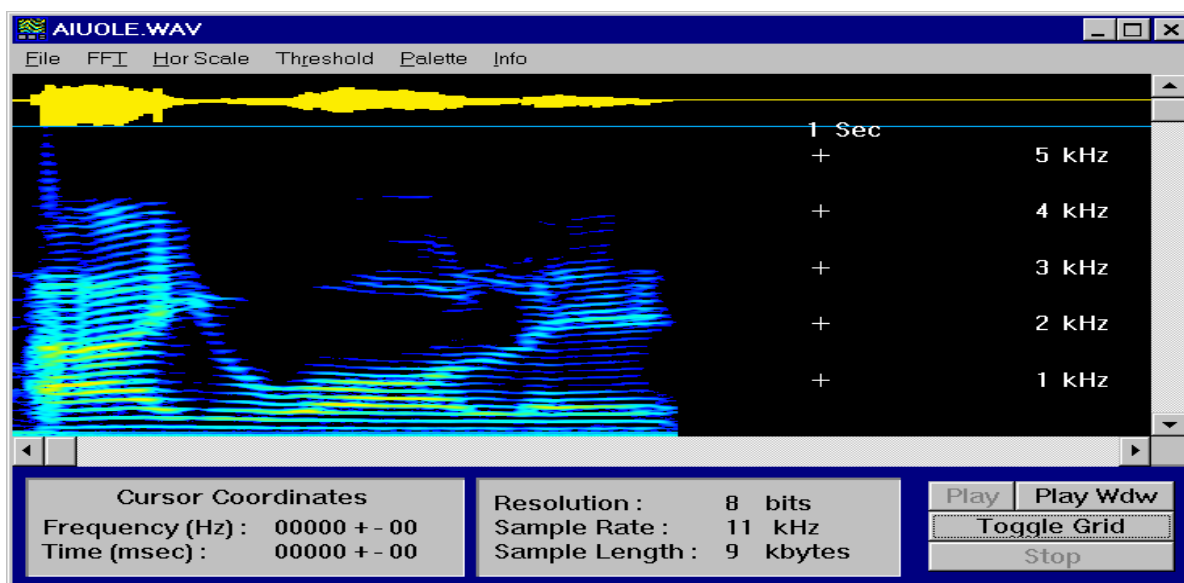 AIUOLE.WAV
File FFT Hor Scale Threshold Palette Info
1 Sec
+ 5 kHz
+ 4 kHz
+ 3 kHz
+ 2 kHz
+ 1 kHz
Cursor Coordinates
Frequency (Hz) : 00000 + - 00
Time (msec) : 00000 + - 00
Resolution : 8 bits
Sample Rate : 11 kHz
Sample Length : 9 kbytes
Play Play Wdw
Toggle Grid
Stop